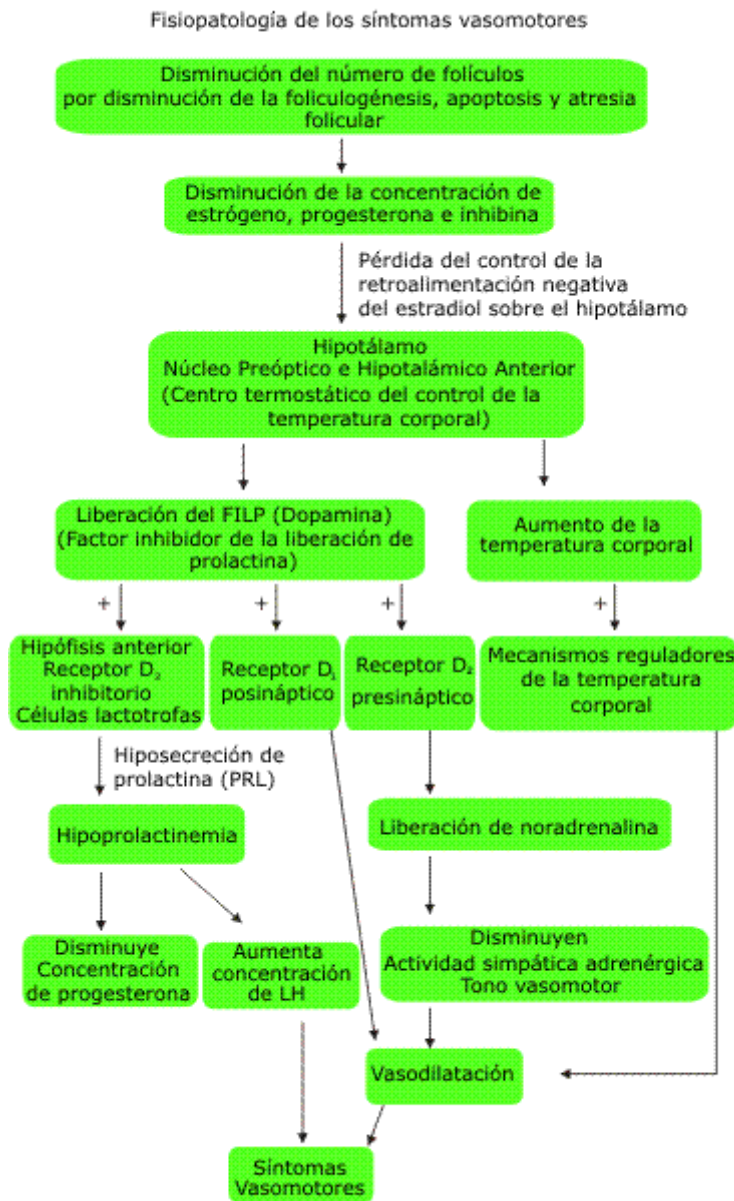 Fisiopatología de los síntomas vasomotores
Disminución del número de folículos
por disminución de la foliculogénesis, apoptosis y atresia
folicular
Disminución de la concentración de
estrógeno, progesterona e inhibina
Pérdida del control de la
retroalimentación negativa
del estradiol sobre el hipotálamo
Hipotálamo
Núcleo Preóptico e Hipotalámico Anterior
(Centro termostático del control de la
temperatura corporal)
Liberación del FILP (Dopamina)
(Factor inhibidor de la liberación de
prolactina)
Aumento de la
temperatura corporal
+
+
+
+
Hipófisis anterior
Receptor D₂
inhibitorio
Células lactotrofas
Receptor D₁
posináptico
Receptor D₂
presináptico
Mecanismos reguladores
de la temperatura
corporal
Hiposecreción de
prolactina (PRL)
Hipoprolactinemia
Liberación de noradrenalina
Disminuye
Concentración
de progesterona
Aumenta
concentración
de LH
Disminuyen
Actividad simpática adrenérgica
Tono vasomotor
Vasodilatación
Síntomas
Vasomotores